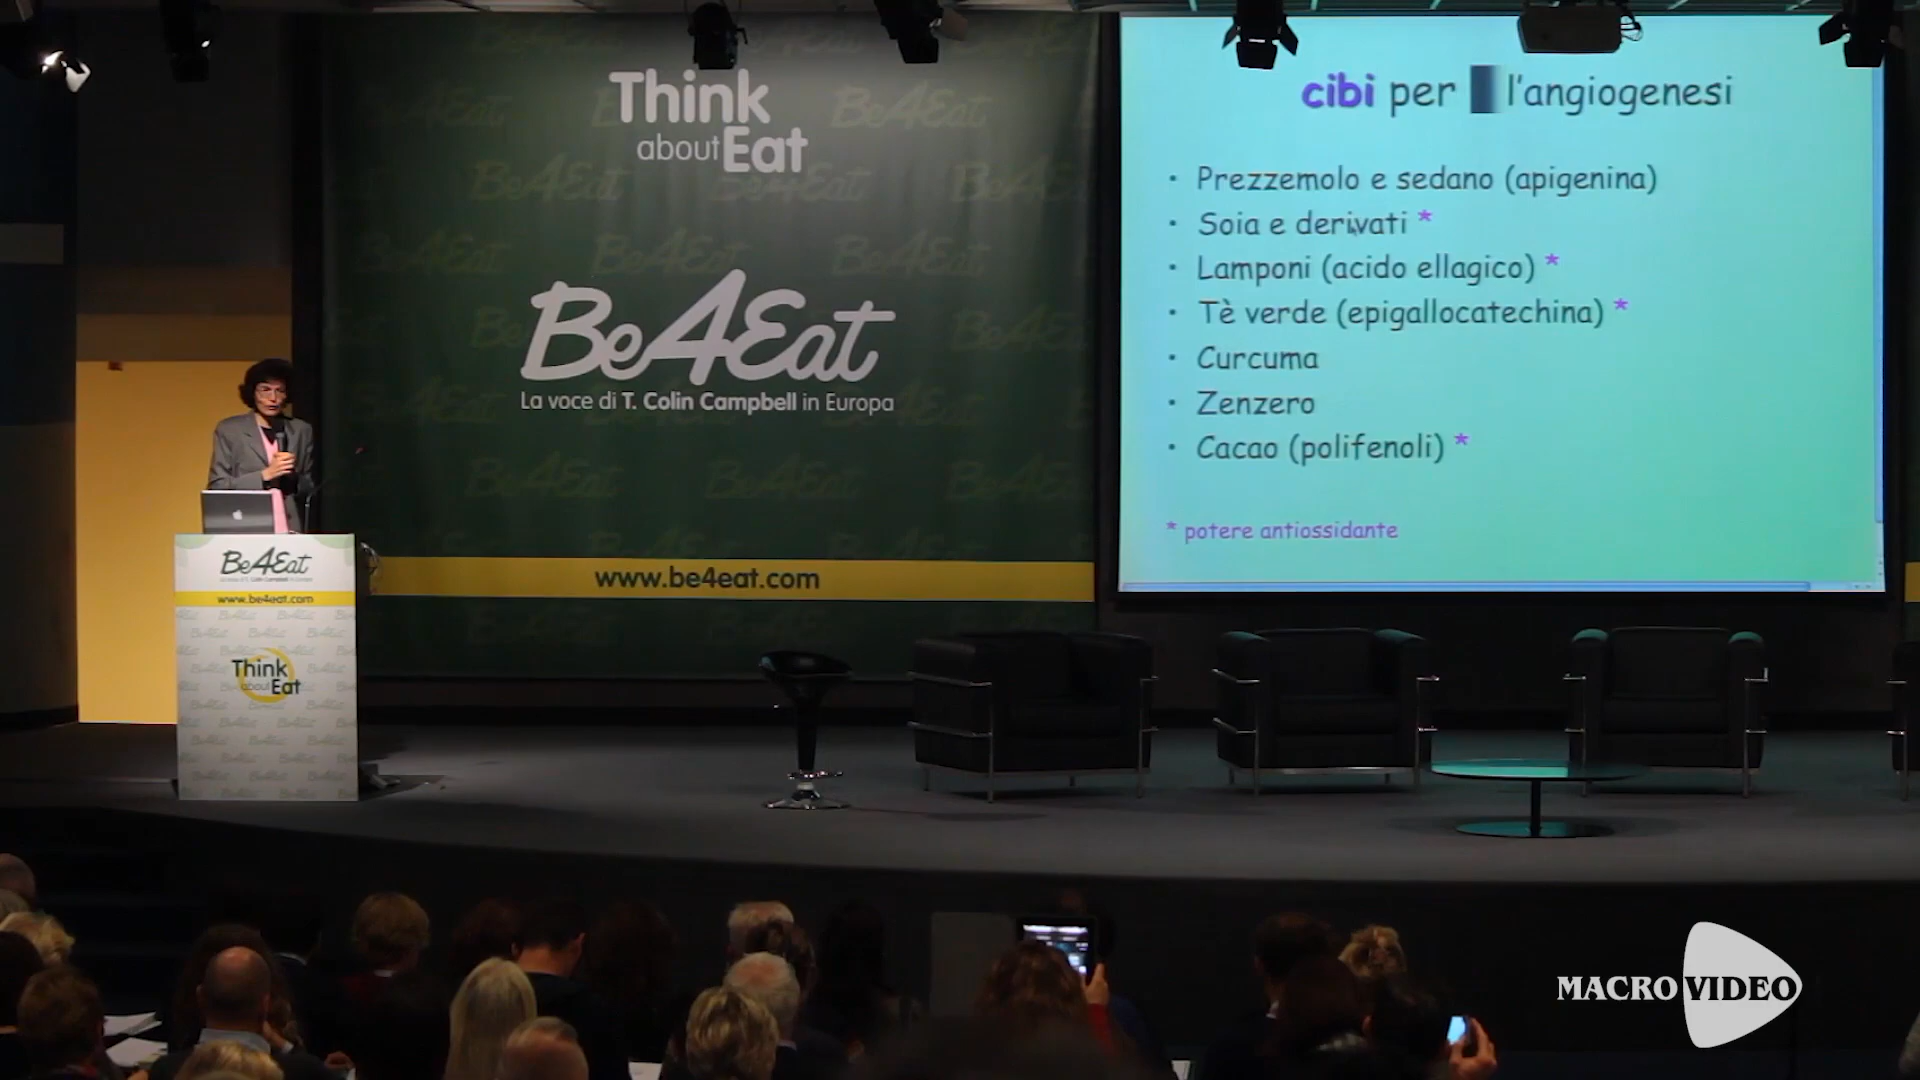 Think
about Eat
Be4Eat
La voce di T. Colin Campbell in Europa
www.be4eat.com
cibi per l'angiogenesi
• Prezzemolo e sedano (apigenina)
• Soia e derivati *
• Lamponi (acido ellagico) *
• Tè verde (epigallocatechina) *
• Curcuma
• Zenzero
• Cacao (polifenoli) *
* potere antiossidante
Be4Eat
www.be4eat.com
Think
about Eat
MACRO VIDEO